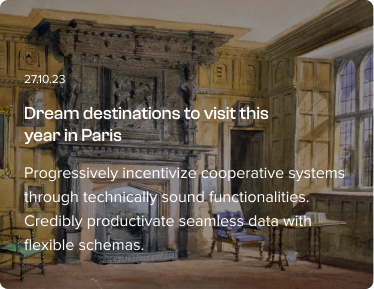 27.10.23
Dream destinations to visit this
year in Paris
Progressively incentivize cooperative systems
through technically sound functionalities.
Credibly productivate seamless data with
flexible schemas.